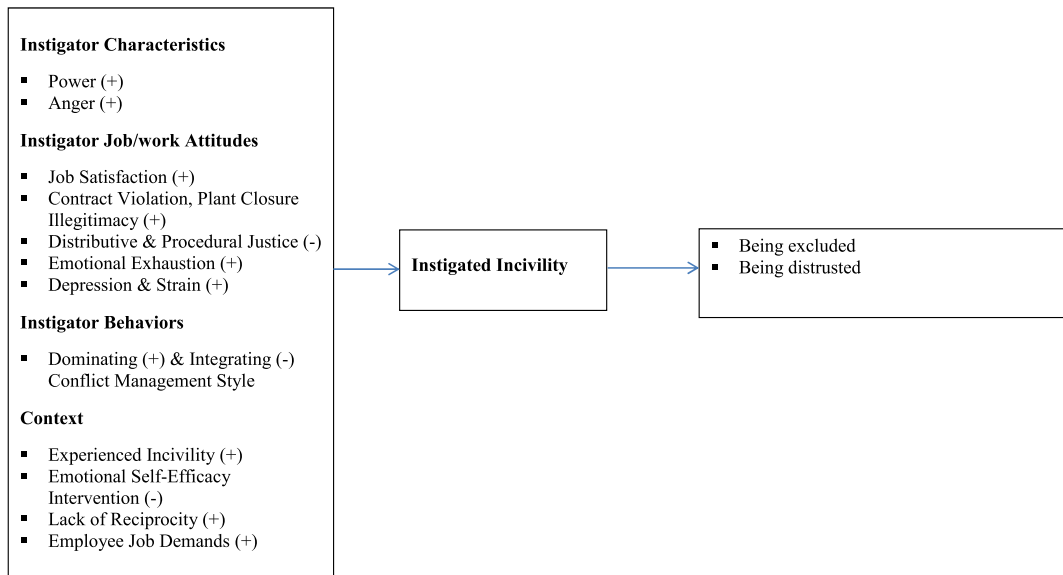 Instigator Characteristics
▪ Power (+)
▪ Anger (+)
Instigator Job/work Attitudes
▪ Job Satisfaction (+)
▪ Contract Violation, Plant Closure
Illegitimacy (+)
▪ Distributive & Procedural Justice (-)
▪ Emotional Exhaustion (+)
▪ Depression & Strain (+)
Instigator Behaviors
▪ Dominating (+) & Integrating (-)
Conflict Management Style
Context
▪ Experienced Incivility (+)
▪ Emotional Self-Efficacy
Intervention (-)
▪ Lack of Reciprocity (+)
▪ Employee Job Demands (+)
Instigated Incivility
▪ Being excluded
▪ Being distrusted